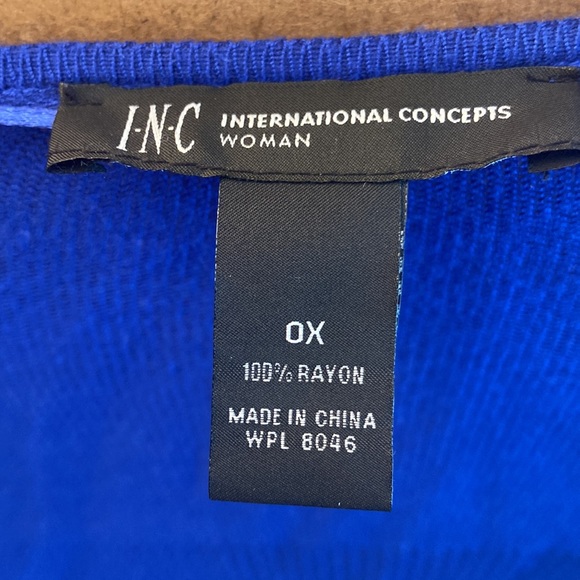 I·N·C INTERNATIONAL CONCEPTS
WOMAN
0X
100% RAYON
MADE IN CHINA
WPL 8046